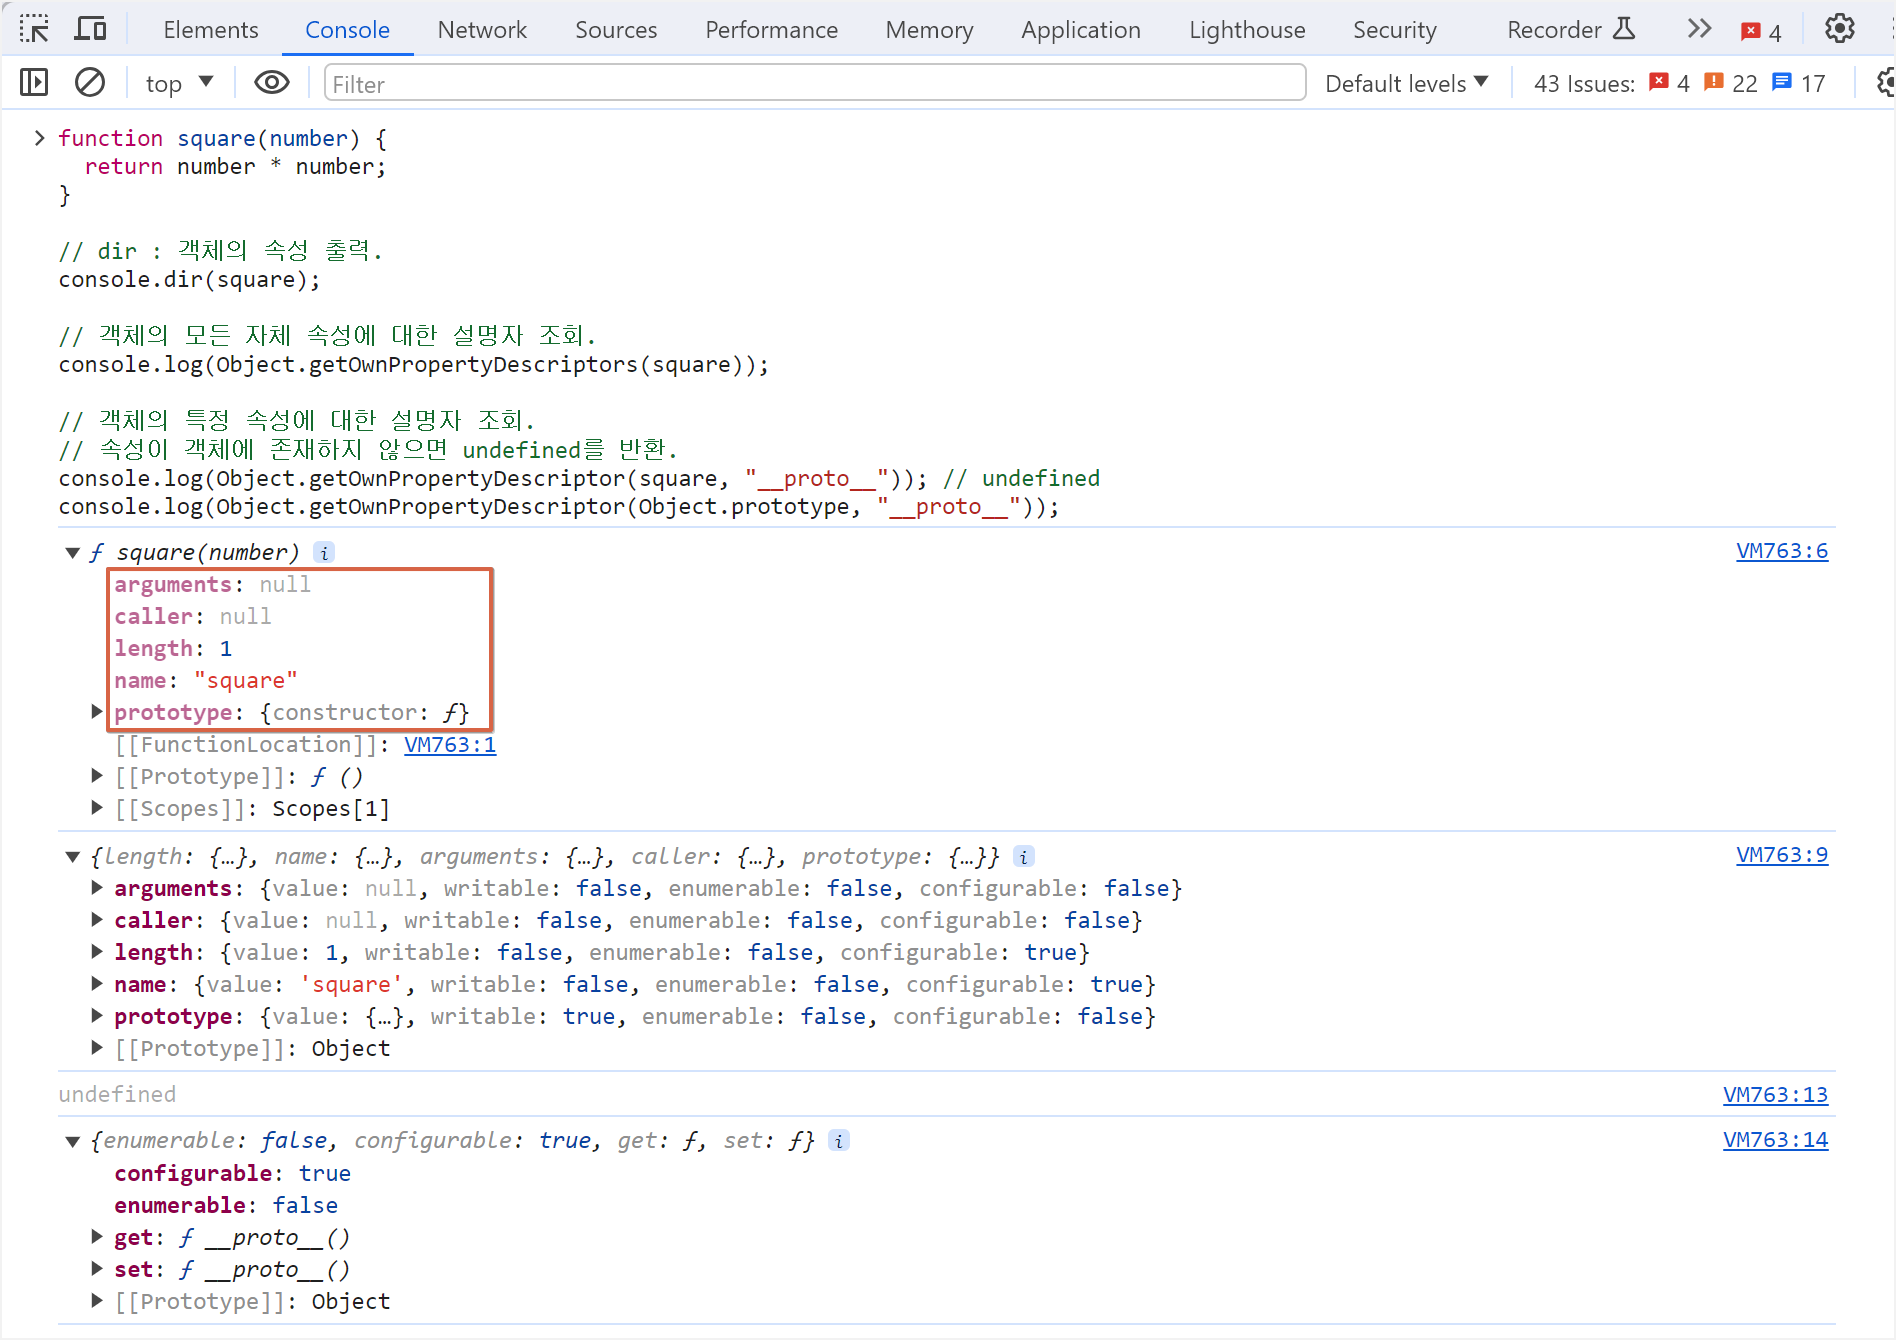 Elements Console Network Sources Performance Memory Application Lighthouse Security Recorder 4
top Filter Default levels 43 Issues: 4 22 17
function square(number) {
  return number * number;
}
// dir : 객체의 속성 출력.
console.dir(square);
// 객체의 모든 자체 속성에 대한 설명자 조회.
console.log(Object.getOwnPropertyDescriptors(square));
// 객체의 특정 속성에 대한 설명자 조회.
// 속성이 객체에 존재하지 않으면 undefined를 반환.
console.log(Object.getOwnPropertyDescriptor(square, "__proto__")); // undefined
console.log(Object.getOwnPropertyDescriptor(Object.prototype, "__proto__"));
ƒ square(number) i VM763:6
arguments: null
caller: null
length: 1
name: "square"
prototype: {constructor: ƒ}
[[FunctionLocation]]: VM763:1
[[Prototype]]: ƒ ()
[[Scopes]]: Scopes[1]
{length: {…}, name: {…}, arguments: {…}, caller: {…}, prototype: {…}} i VM763:9
arguments: {value: null, writable: false, enumerable: false, configurable: false}
caller: {value: null, writable: false, enumerable: false, configurable: false}
length: {value: 1, writable: false, enumerable: false, configurable: true}
name: {value: 'square', writable: false, enumerable: false, configurable: true}
prototype: {value: {…}, writable: true, enumerable: false, configurable: false}
[[Prototype]]: Object
undefined VM763:13
{enumerable: false, configurable: true, get: ƒ, set: ƒ} i VM763:14
configurable: true
enumerable: false
get: ƒ __proto__()
set: ƒ __proto__()
[[Prototype]]: Object